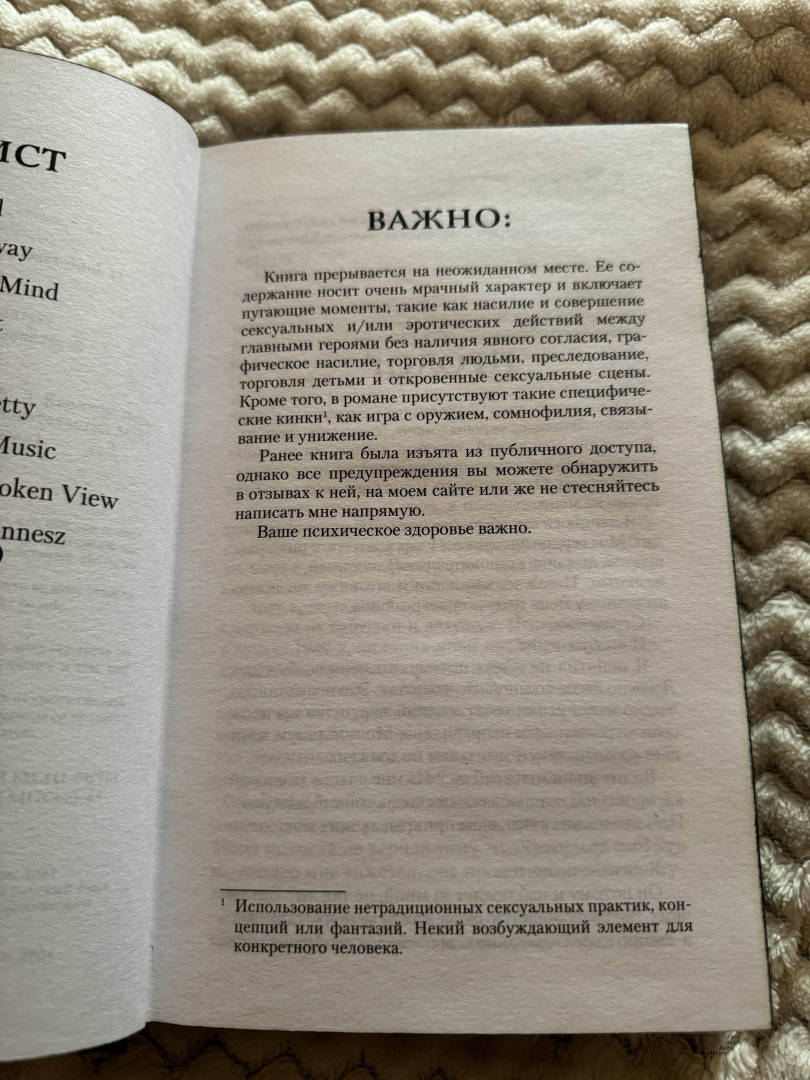 ИСТ
way
Mind
etty
Music
oken View
nnesz
ВАЖНО:
Книга прерывается на неожиданном месте. Ее со-
держание носит очень мрачный характер и включает
пугающие моменты, такие как насилие и совершение
сексуальных и/или эротических действий между
главными героями без наличия явного согласия, гра-
фическое насилие, торговля людьми, преследование,
торговля детьми и откровенные сексуальные сцены.
Кроме того, в романе присутствуют такие специфиче-
ские кинки¹, как игра с оружием, сомнофилия, связы-
вание и унижение.
Ранее книга была изъята из публичного доступа,
однако все предупреждения вы можете обнаружить
в отзывах к ней, на моем сайте или же не стесняйтесь
написать мне напрямую.
Ваше психическое здоровье важно.
¹ Использование нетрадиционных сексуальных практик, кон-
цепций или фантазий. Некий возбуждающий элемент для
конкретного человека.